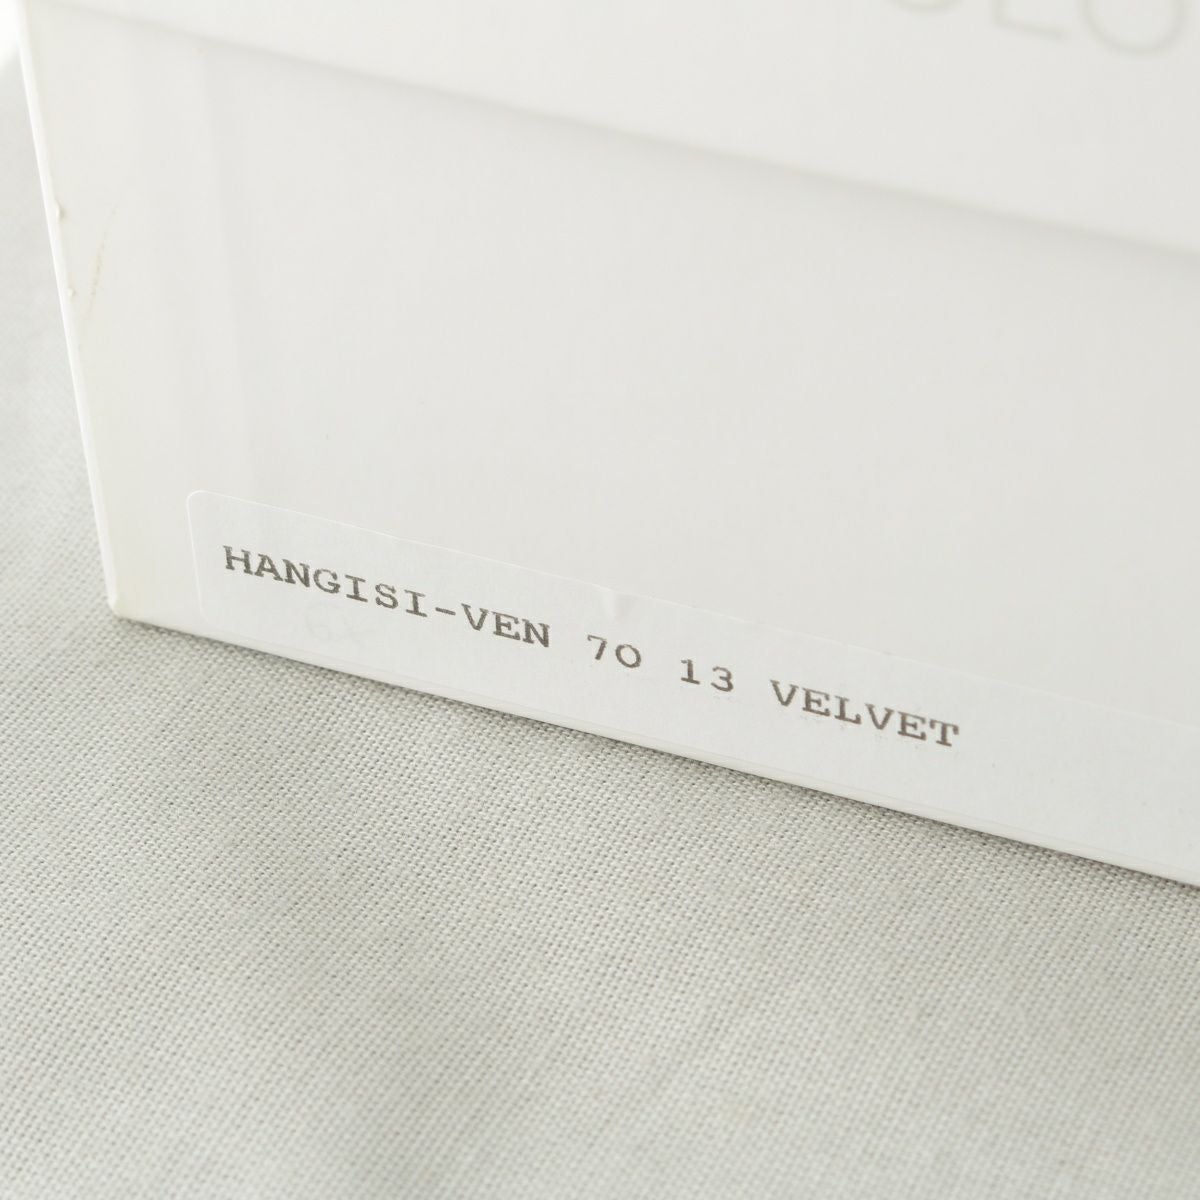 HANGISI-VEN 70 13 VELVET